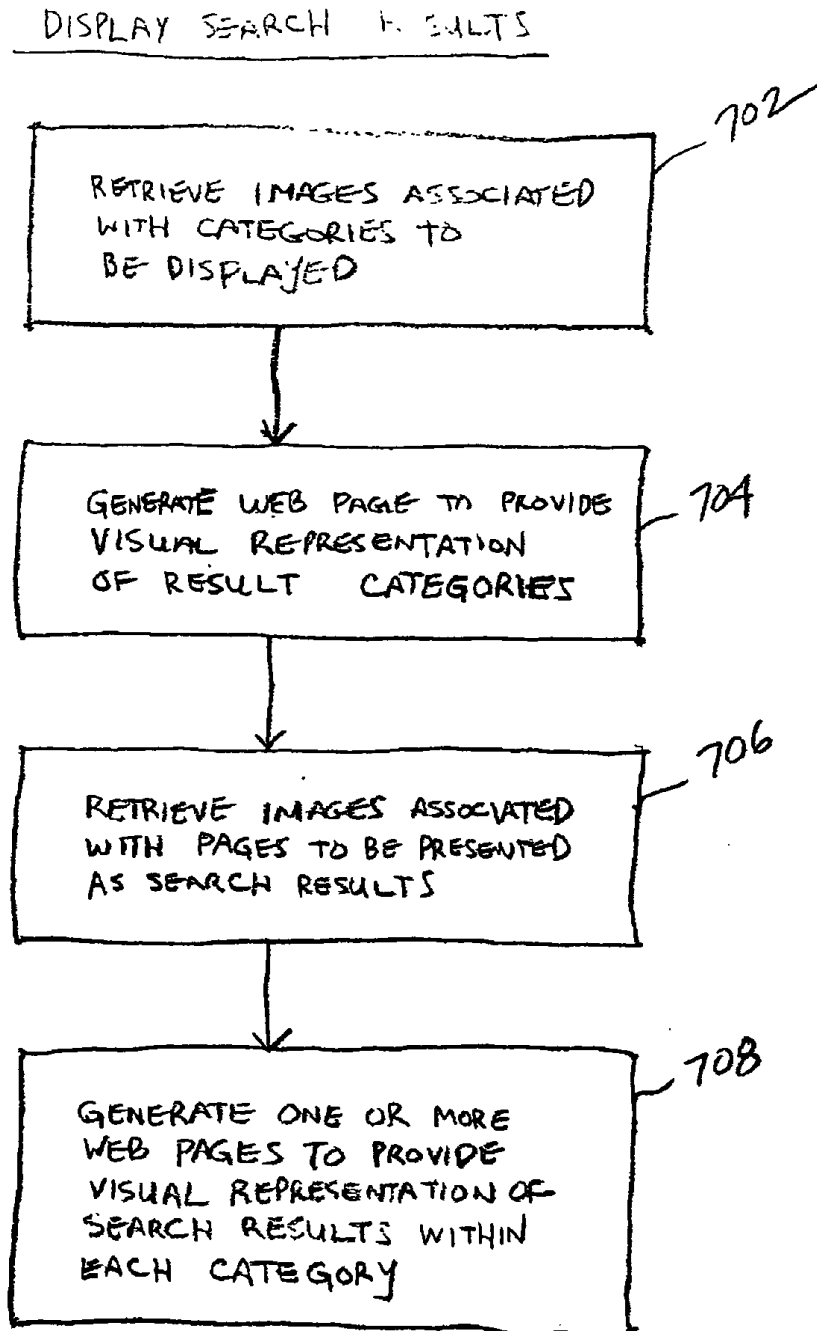 DISPLAY SEARCH RESULTS
702
RETRIEVE IMAGES ASSOCIATED
WITH CATEGORIES TO
BE DISPLAYED
GENERATE WEB PAGE TO PROVIDE
VISUAL REPRESENTATION
OF RESULT CATEGORIES
704
706
RETRIEVE IMAGES ASSOCIATED
WITH PAGES TO BE PRESENTED
AS SEARCH RESULTS
708
GENERATE ONE OR MORE
WEB PAGES TO PROVIDE
VISUAL REPRESENTATION OF
SEARCH RESULTS WITHIN
EACH CATEGORY